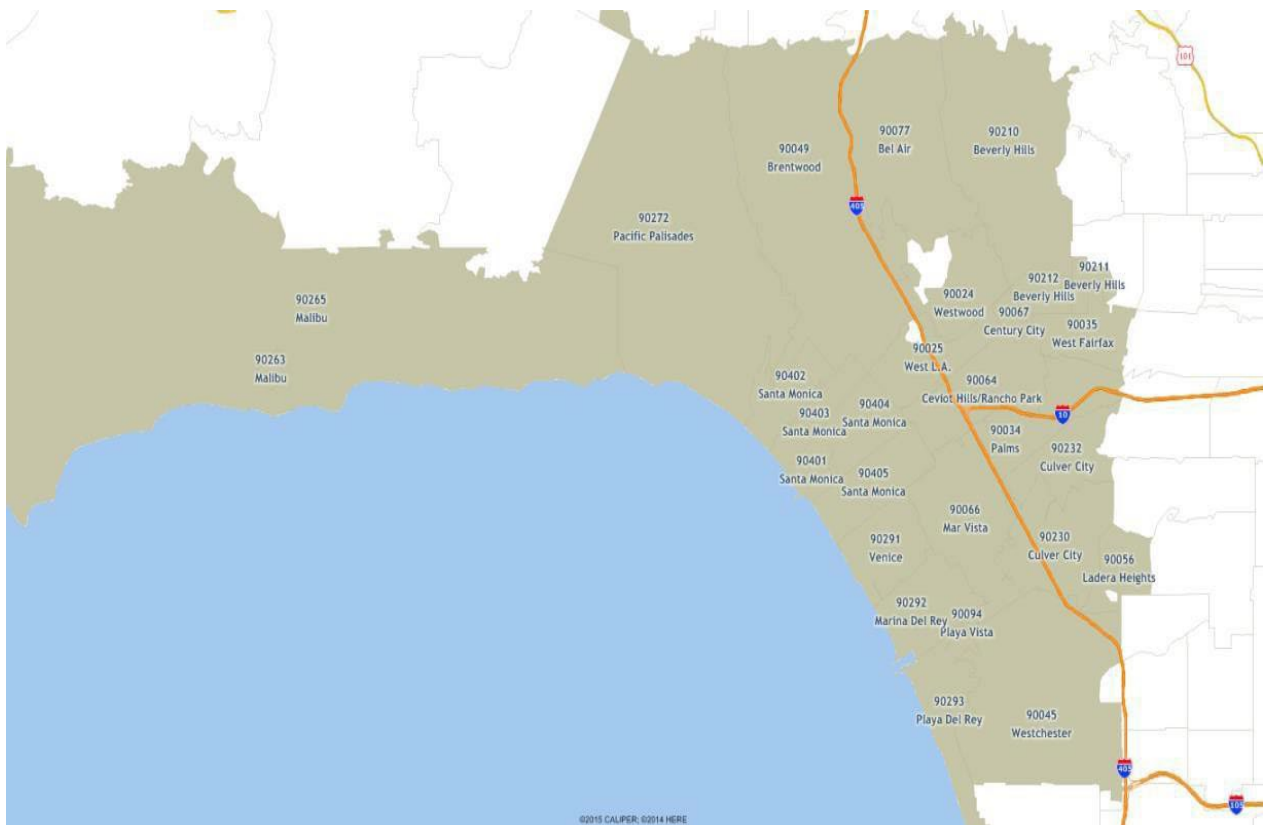 101
90077
Bel Air
90210
Beverly Hills
90049
Brentwood
405
90272
Pacific Palisades
90211
Beverly Hills
90212
Beverly Hills
90265
Malibu
90024
Westwood
90067
Century City
90035
West Fairfax
90025
West L.A.
90263
Malibu
90402
Santa Monica
90064
Ceviot Hills/Rancho Park
90404
Santa Monica
90403
Santa Monica
10
90034
Palms
90232
Culver City
90401
Santa Monica
90405
Santa Monica
90066
Mar Vista
90291
Venice
90230
Culver City
90056
Ladera Heights
90292
Marina Del Rey
90094
Playa Vista
90293
Playa Del Rey
90045
Westchester
405
105
©2015 CALIPER; ©2014 HERE